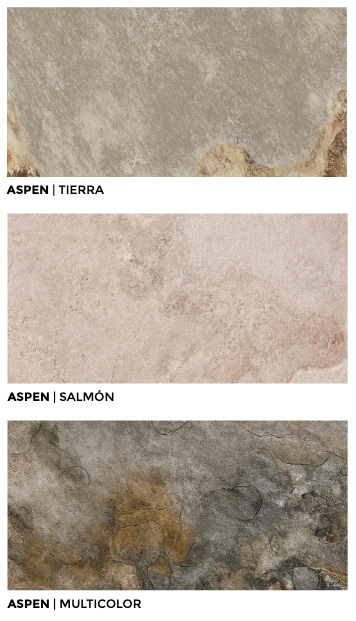 ASPEN | TIERRA
ASPEN | SALMÓN
ASPEN | MULTICOLOR